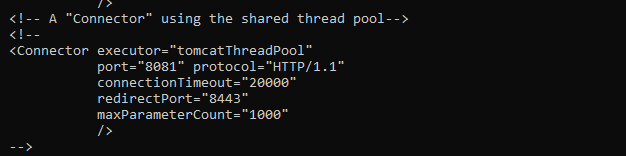 />
<!-- A "Connector" using the shared thread pool-->
<!--
<Connector executor="tomcatThreadPool"
port="8081" protocol="HTTP/1.1"
connectionTimeout="20000"
redirectPort="8443"
maxParameterCount="1000"
/>
-->